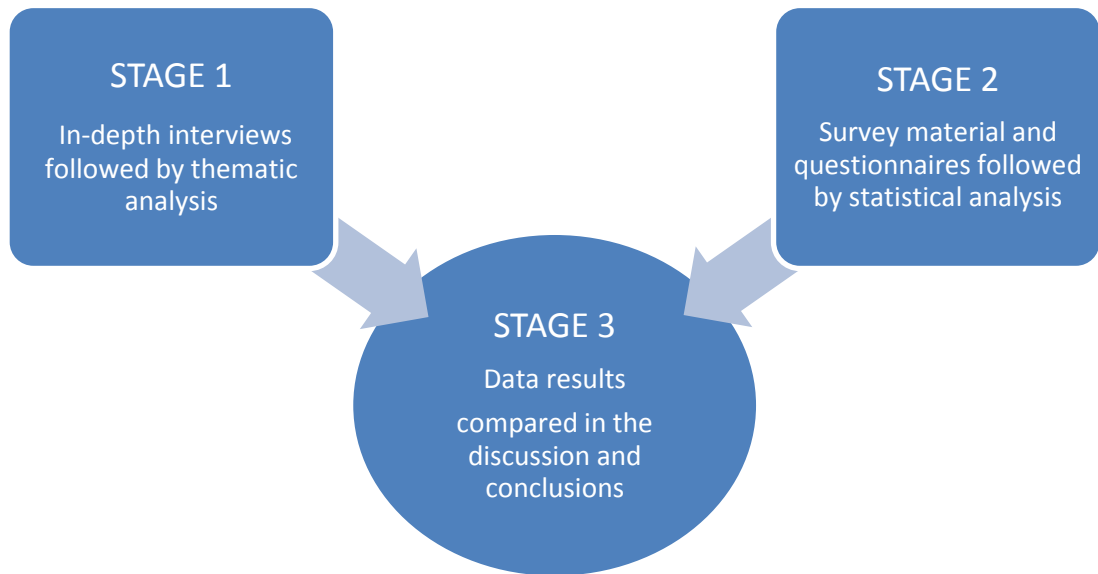 STAGE 1
In-depth interviews
followed by thematic
analysis
STAGE 2
Survey material and
questionnaires followed
by statistical analysis
STAGE 3
Data results
compared in the
discussion and
conclusions